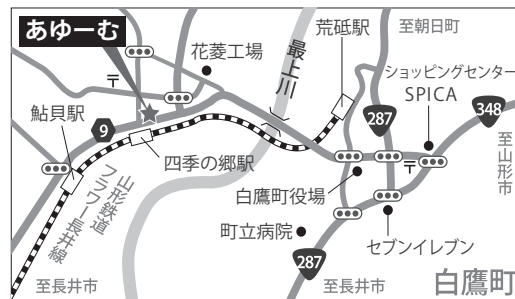 あゆーむ
花菱工場
最上川
荒砥駅
至朝日町
ショッピングセンター
SPICA
〒
鮎貝駅
9
287
348
至山形市
四季の郷駅
〒
白鷹町役場
山形鉄道
フラワー長井線
町立病院
セブンイレブン
287
至長井市
至長井市
白鷹町